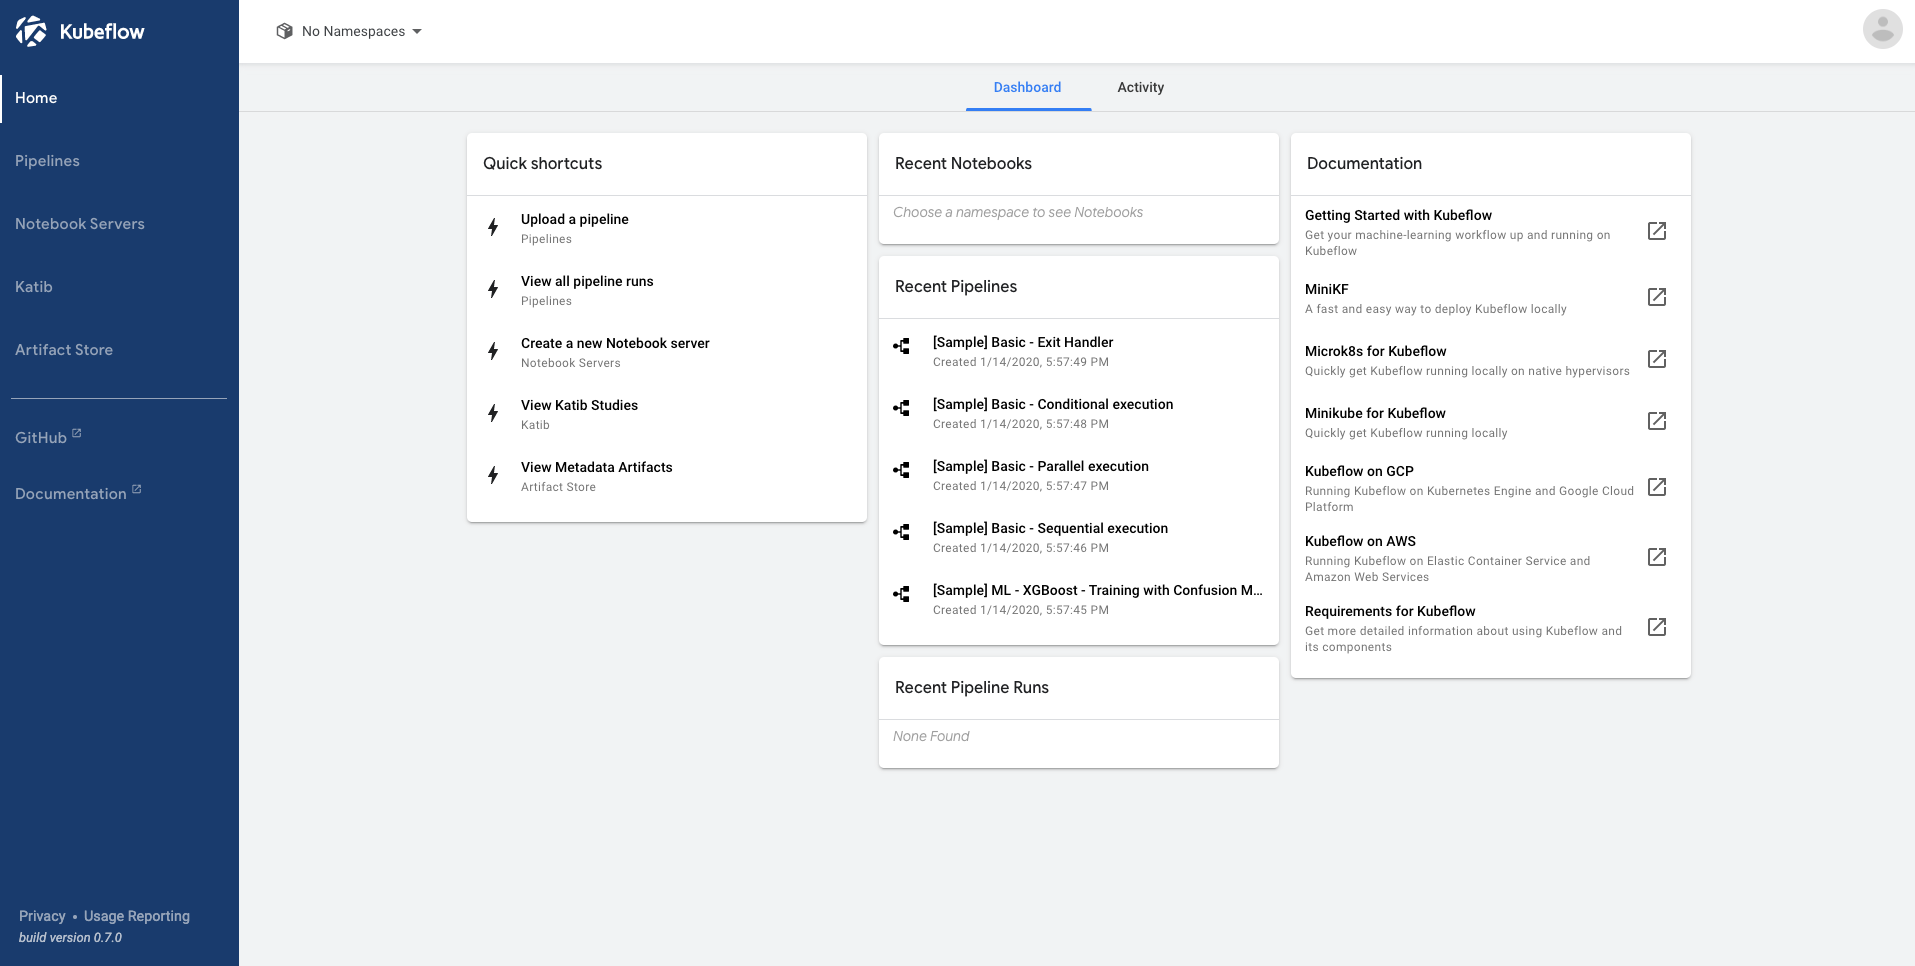 Kubeflow
No Namespaces
Home
Pipelines
Notebook Servers
Katib
Artifact Store
GitHub
Documentation
Privacy • Usage Reporting
build version 0.7.0
Dashboard
Activity
Quick shortcuts
Upload a pipeline
Pipelines
View all pipeline runs
Pipelines
Create a new Notebook server
Notebook Servers
View Katib Studies
Katib
View Metadata Artifacts
Artifact Store
Recent Notebooks
Choose a namespace to see Notebooks
Recent Pipelines
[Sample] Basic - Exit Handler
Created 1/14/2020, 5:57:49 PM
[Sample] Basic - Conditional execution
Created 1/14/2020, 5:57:48 PM
[Sample] Basic - Parallel execution
Created 1/14/2020, 5:57:47 PM
[Sample] Basic - Sequential execution
Created 1/14/2020, 5:57:46 PM
[Sample] ML - XGBoost - Training with Confusion M...
Created 1/14/2020, 5:57:45 PM
Recent Pipeline Runs
None Found
Documentation
Getting Started with Kubeflow
Get your machine-learning workflow up and running on
Kubeflow
MiniKF
A fast and easy way to deploy Kubeflow locally
Microk8s for Kubeflow
Quickly get Kubeflow running locally on native hypervisors
Minikube for Kubeflow
Quickly get Kubeflow running locally
Kubeflow on GCP
Running Kubeflow on Kubernetes Engine and Google Cloud
Platform
Kubeflow on AWS
Running Kubeflow on Elastic Container Service and
Amazon Web Services
Requirements for Kubeflow
Get more detailed information about using Kubeflow and
its components